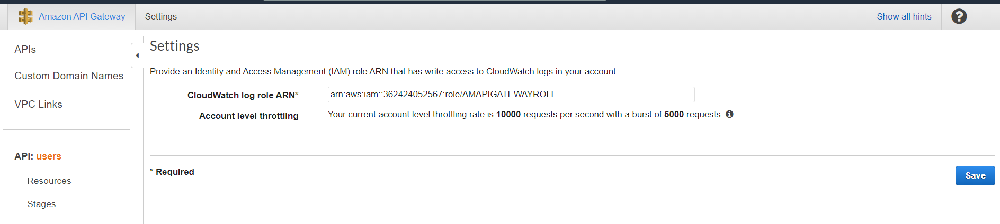 Amazon API Gateway
Settings
Show all hints
?
APIs
Custom Domain Names
VPC Links
API: users
Resources
Stages
Settings
Provide an Identity and Access Management (IAM) role ARN that has write access to CloudWatch logs in your account.
CloudWatch log role ARN* arn:aws:iam::362424052567:role/AMAPIGATEWAYROLE
Account level throttling Your current account level throttling rate is 10000 requests per second with a burst of 5000 requests.
* Required
Save